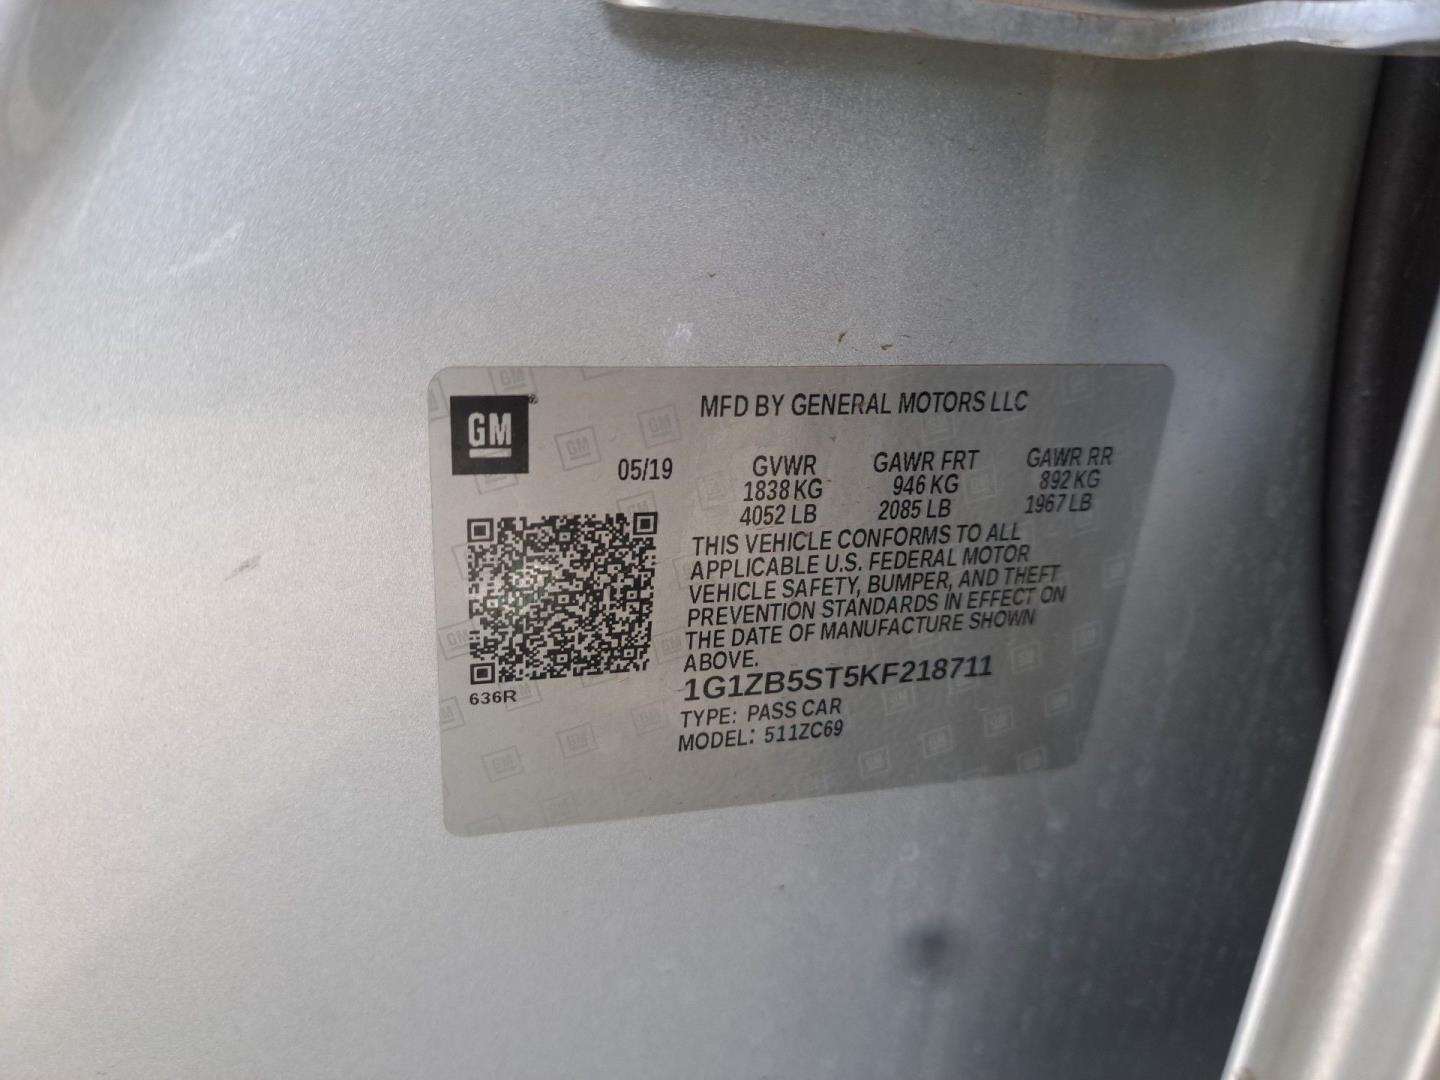 GM
MFD BY GENERAL MOTORS LLC
05/19 GVWR GAWR FRT GAWR RR
1838 KG 946 KG 892 KG
4052 LB 2085 LB 1967 LB
THIS VEHICLE CONFORMS TO ALL
APPLICABLE U.S. FEDERAL MOTOR
VEHICLE SAFETY, BUMPER, AND THEFT
PREVENTION STANDARDS IN EFFECT ON
THE DATE OF MANUFACTURE SHOWN
ABOVE.
1G1ZB5ST5KF218711
636R
TYPE: PASS CAR
MODEL: 511ZC69